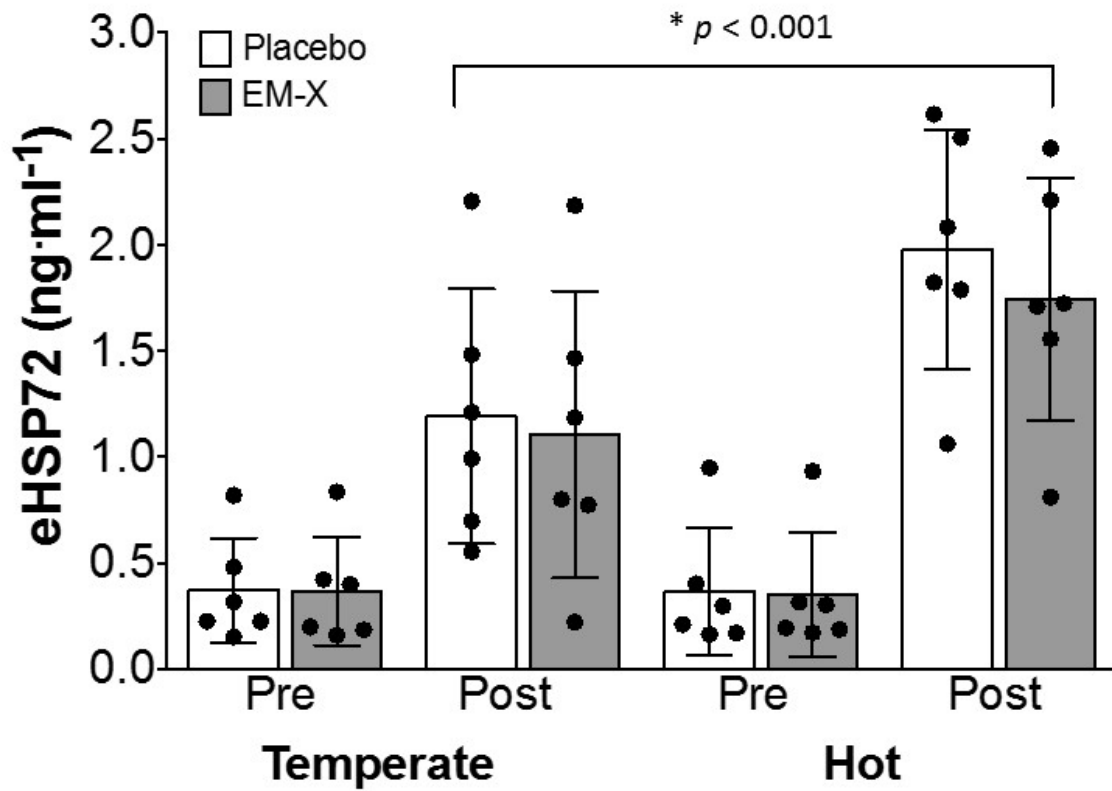 * p < 0.001
Placebo
EM-X
eHSP72 (ng·ml⁻¹)
3.0
2.5
2.0
1.5
1.0
0.5
0.0
Pre Post Pre Post
Temperate Hot